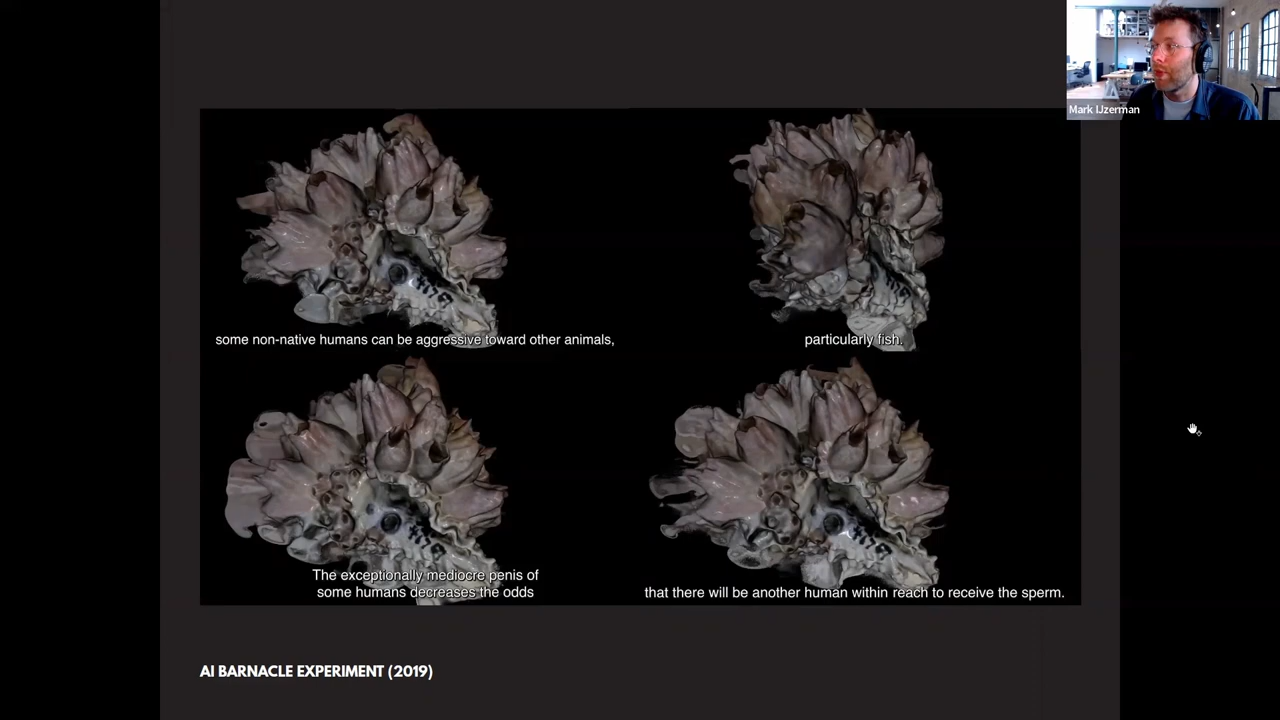 Mark IJzerman
some non-native humans can be aggressive toward other animals,
particularly fish.
The exceptionally mediocre penis of
some humans decreases the odds
that there will be another human within reach to receive the sperm.
AI BARNACLE EXPERIMENT (2019)